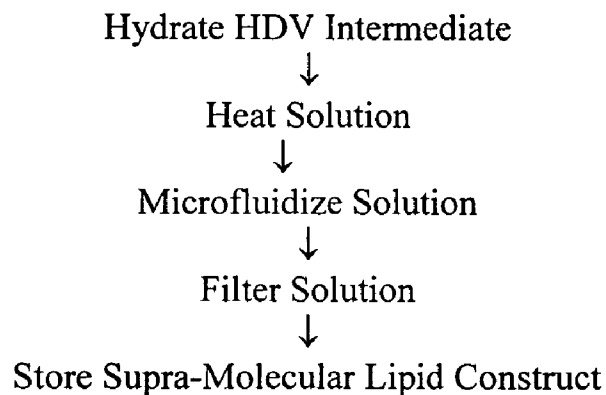 Hydrate HDV Intermediate
↓
Heat Solution
↓
Microfluidize Solution
↓
Filter Solution
↓
Store Supra-Molecular Lipid Construct